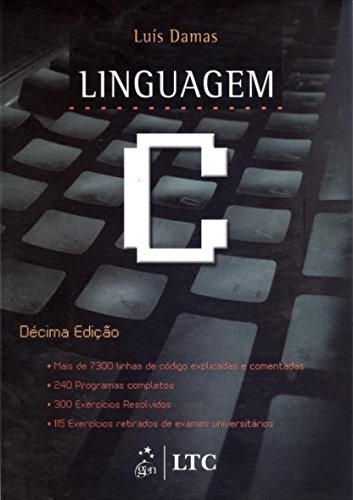 Luís Damas
LINGUAGEM
C
Décima Edição
• Mais de 7300 linhas de código explicadas e comentadas
• 240 Programas completos
• 300 Exercícios Resolvidos
• 115 Exercícios retirados de exames universitários
gen LTC